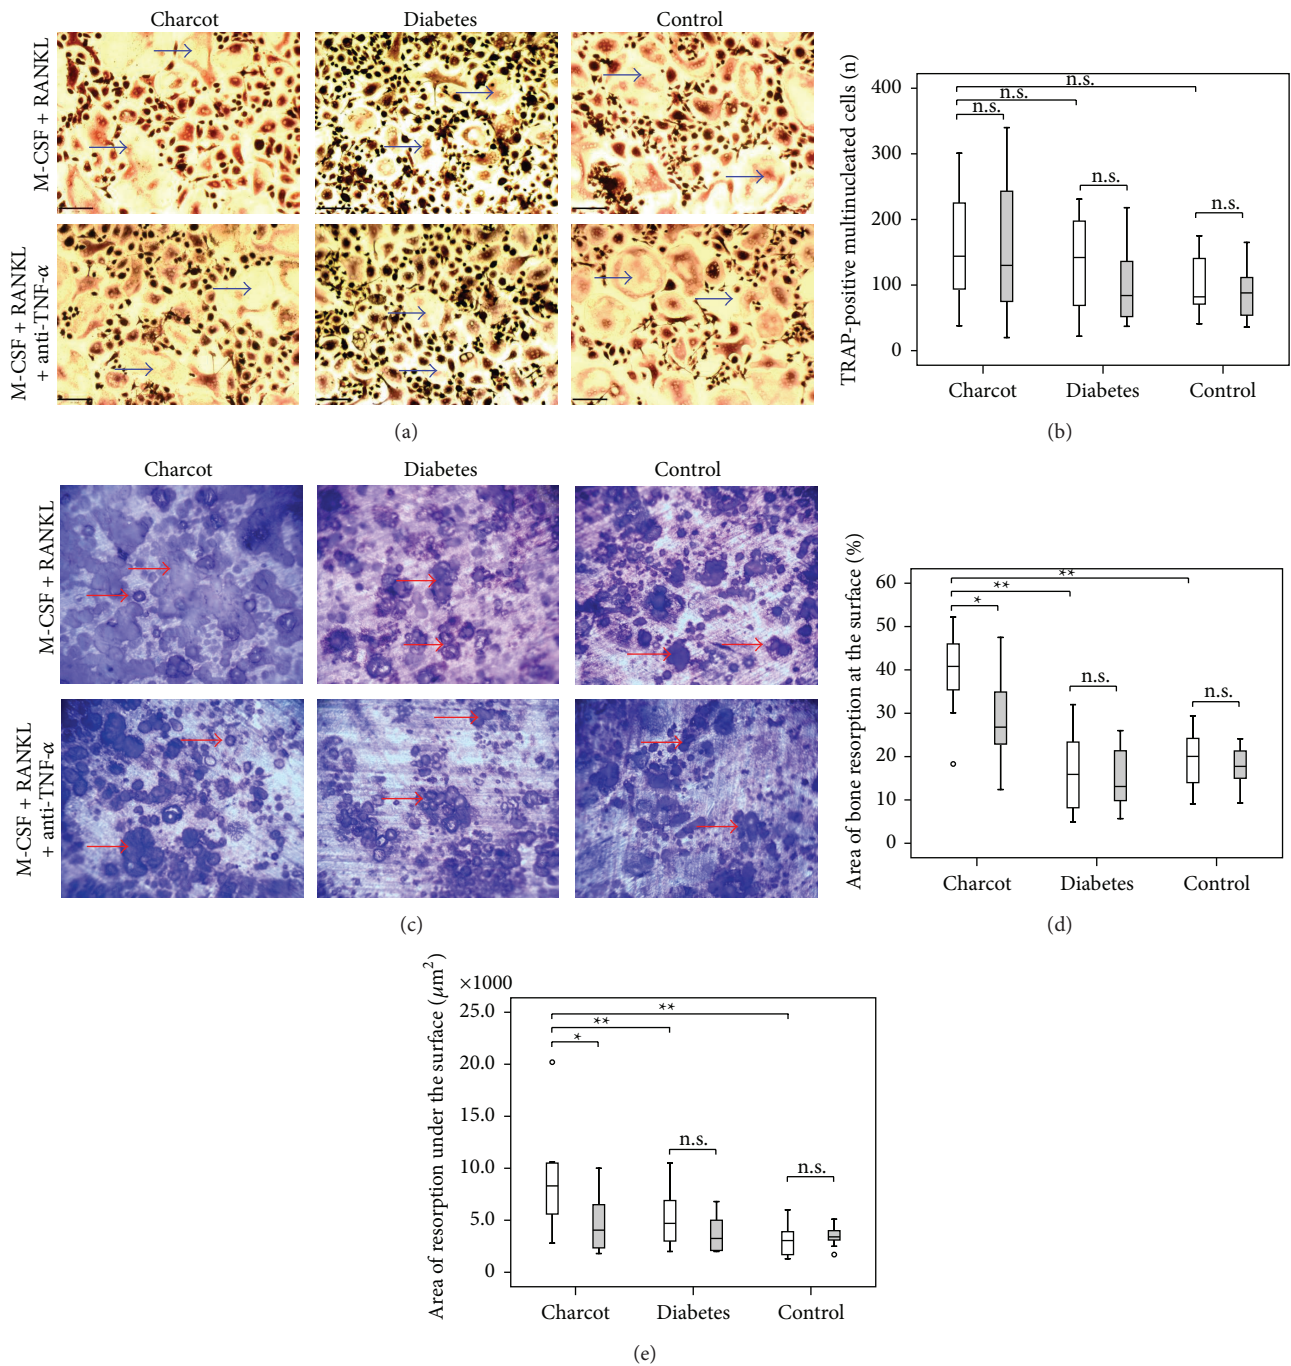 Charcot
Diabetes
Control
M-CSF + RANKL
M-CSF + RANKL
+ anti-TNF-α
(a)
TRAP-positive multinucleated cells (n)
400
300
200
100
0
n.s.
n.s.
n.s.
n.s.
n.s.
Charcot
Diabetes
Control
(b)
Charcot
Diabetes
Control
M-CSF + RANKL
M-CSF + RANKL
+ anti-TNF-α
(c)
Area of bone resorption at the surface (%)
60
50
40
30
20
10
0
**
**
*
n.s.
n.s.
Charcot
Diabetes
Control
(d)
Area of resorption under the surface (μm²)
×1000
25.0
20.0
15.0
10.0
5.0
0
**
**
*
n.s.
n.s.
Charcot
Diabetes
Control
(e)